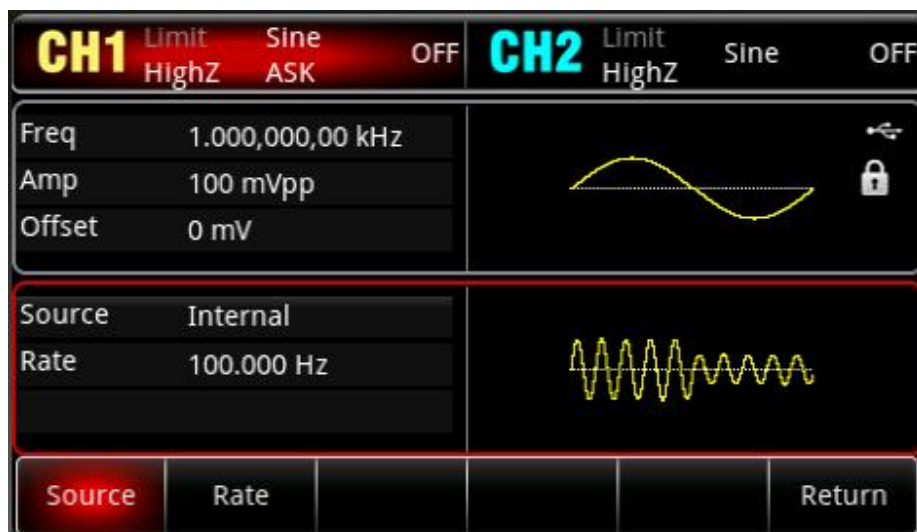 CH1 Limit Sine OFF CH2 Limit Sine OFF
HighZ ASK HighZ
Freq 1.000,000,00 kHz
Amp 100 mVpp
Offset 0 mV
Source Internal
Rate 100.000 Hz
Source Rate Return